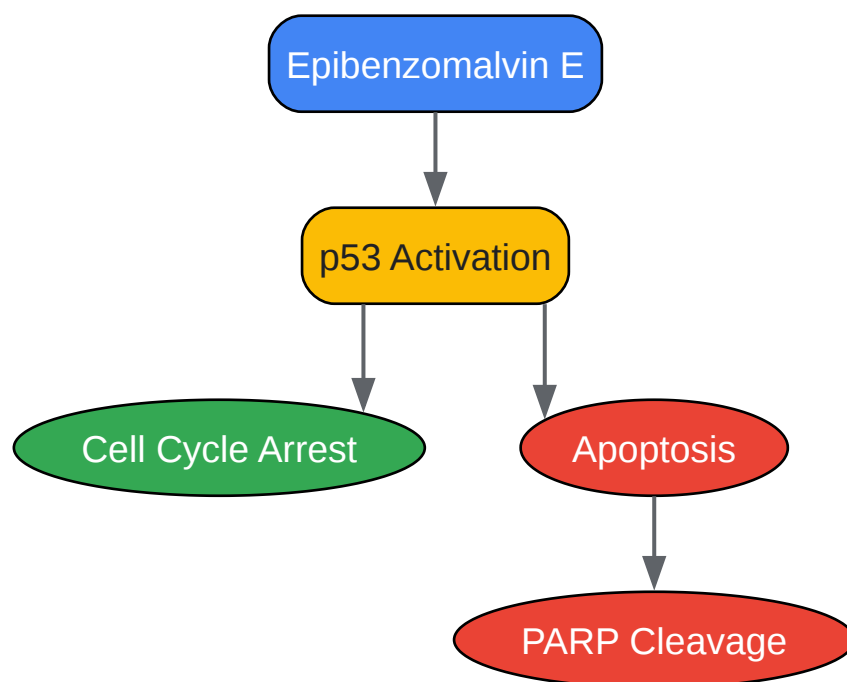 Epibenzomalvin E
p53 Activation
Cell Cycle Arrest
Apoptosis
PARP Cleavage